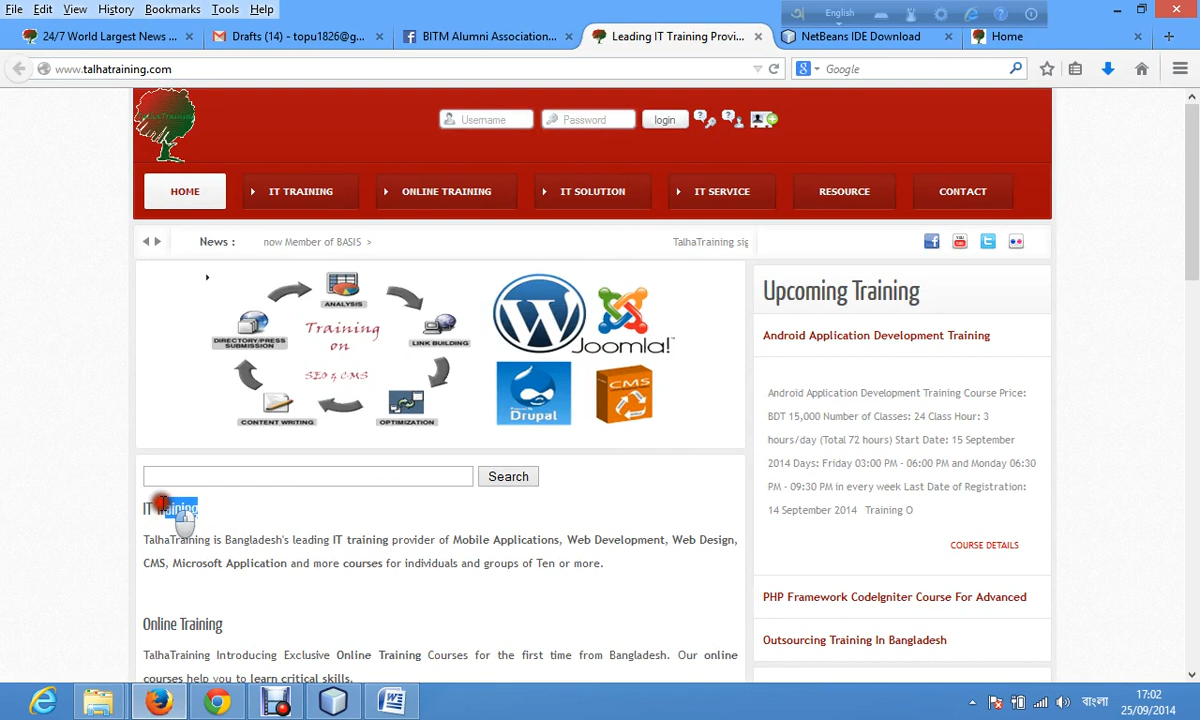 File Edit View History Bookmarks Tools Help
English
24/7 World Largest News ...
Drafts (14) - topu1826@g...
BITM Alumni Association...
Leading IT Training Provi...
NetBeans IDE Download
Home
www.talhatraining.com
Google
Username
Password
login
HOME
IT TRAINING
ONLINE TRAINING
IT SOLUTION
IT SERVICE
RESOURCE
CONTACT
News :
now Member of BASIS >
TalhaTraining sig
ANALYSIS
DIRECTORY/PRESS
SUBMISSION
LINK BUILDING
Training
on
SEO & CMS
CONTENT WRITING
OPTIMIZATION
Joomla!
Drupal
CMS
Upcoming Training
Android Application Development Training
Android Application Development Training Course Price:
BDT 15,000 Number of Classes: 24 Class Hour: 3
hours/day (Total 72 hours) Start Date: 15 September
2014 Days: Friday 03:00 PM - 06:00 PM and Monday 06:30
PM - 09:30 PM in every week Last Date of Registration:
14 September 2014 Training O
COURSE DETAILS
PHP Framework CodeIgniter Course For Advanced
Outsourcing Training In Bangladesh
Search
IT Training
TalhaTraining is Bangladesh's leading IT training provider of Mobile Applications, Web Development, Web Design,
CMS, Microsoft Application and more courses for individuals and groups of Ten or more.
Online Training
TalhaTraining Introducing Exclusive Online Training Courses for the first time from Bangladesh. Our online
courses help you to learn critical skills.
বাংলা
17:02
25/09/2014